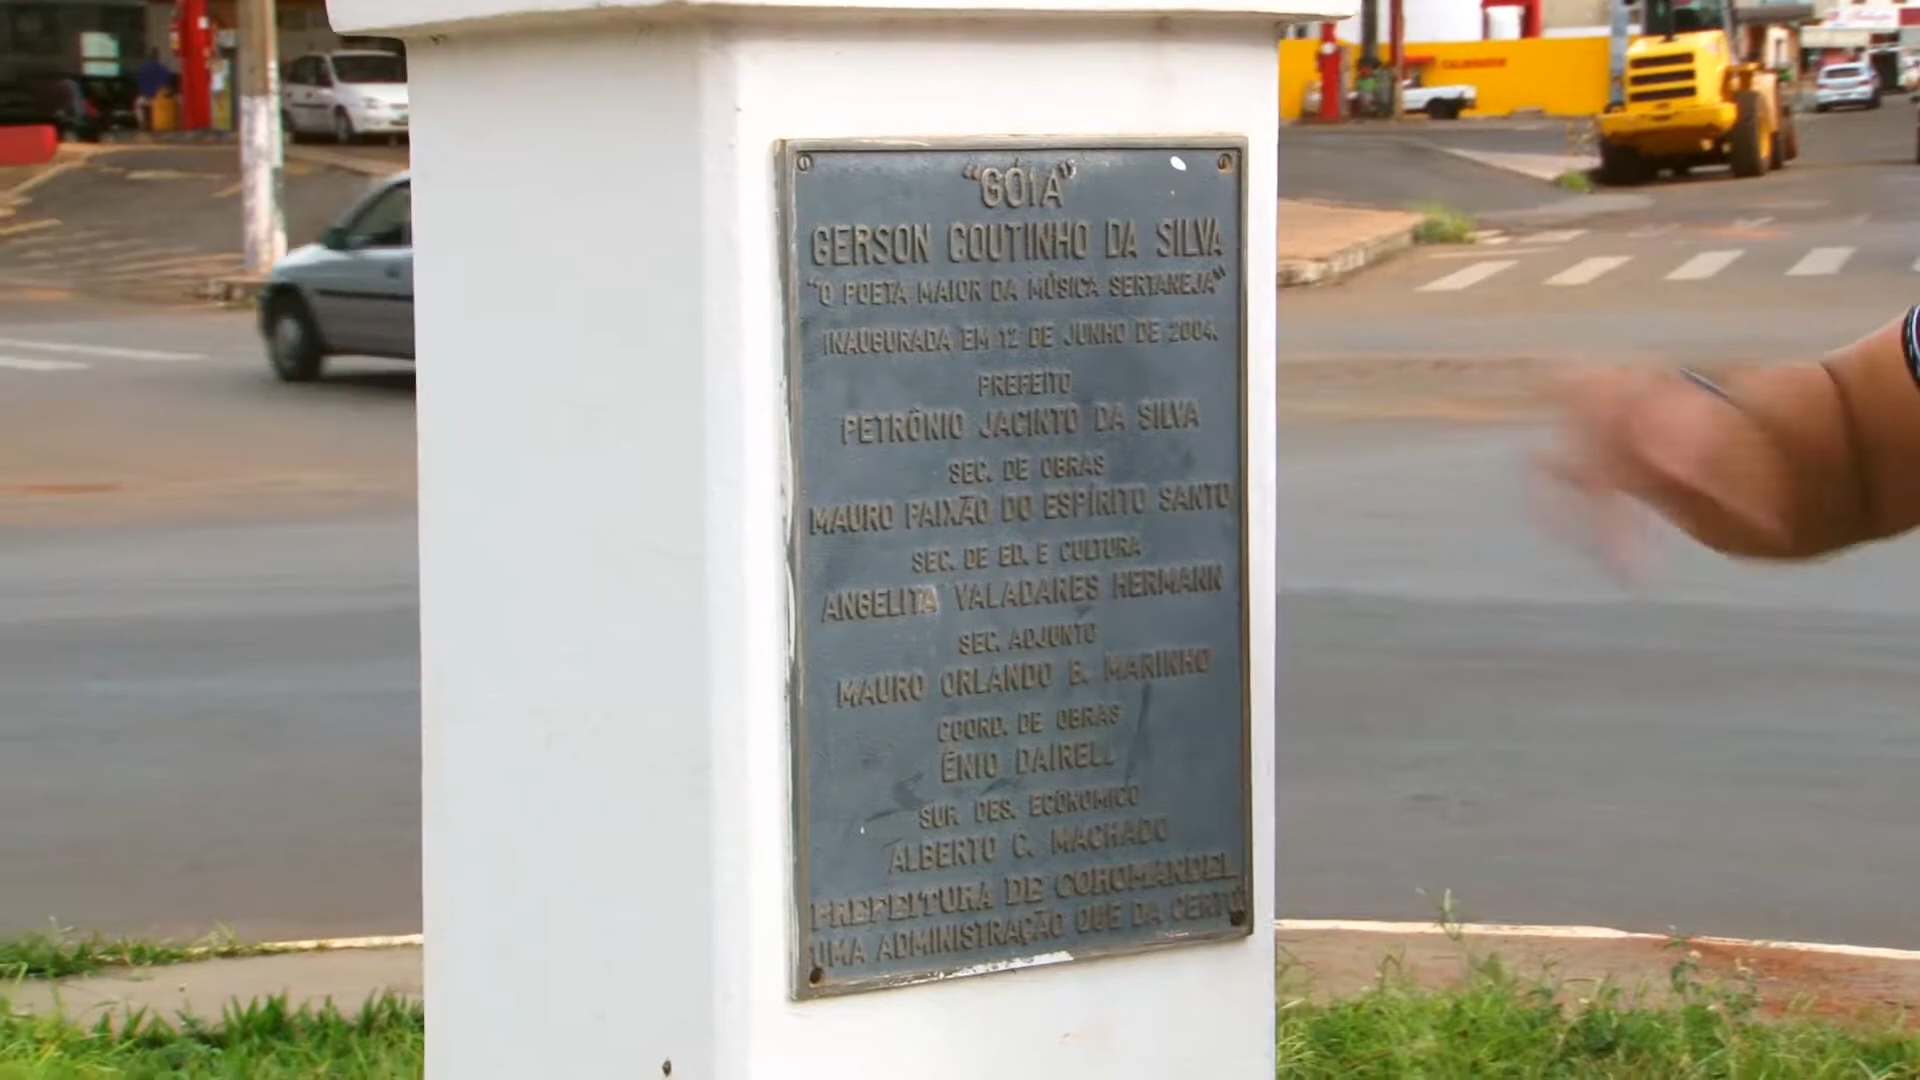 "GÓIA"
GERSON COUTINHO DA SILVA
"O POETA MAIOR DA MÚSICA SERTANEJA"
INAUGURADA EM 12 DE JUNHO DE 2004.
PREFEITO
PETRÔNIO JACINTO DA SILVA
SEC. DE OBRAS
MAURO PAIXÃO DO ESPÍRITO SANTO
SEC. DE ED. E CULTURA
ANGELITA VALADARES HERMANN
SEC. ADJUNTO
MAURO ORLANDO B. MARINHO
COORD. DE OBRAS
ÊNIO DAIRELL
SUP. DES. ECÔNOMICO
ALBERTO C. MACHADO
PREFEITURA DE COROMANDEL
UMA ADMINISTRAÇÃO QUE DA CERTO